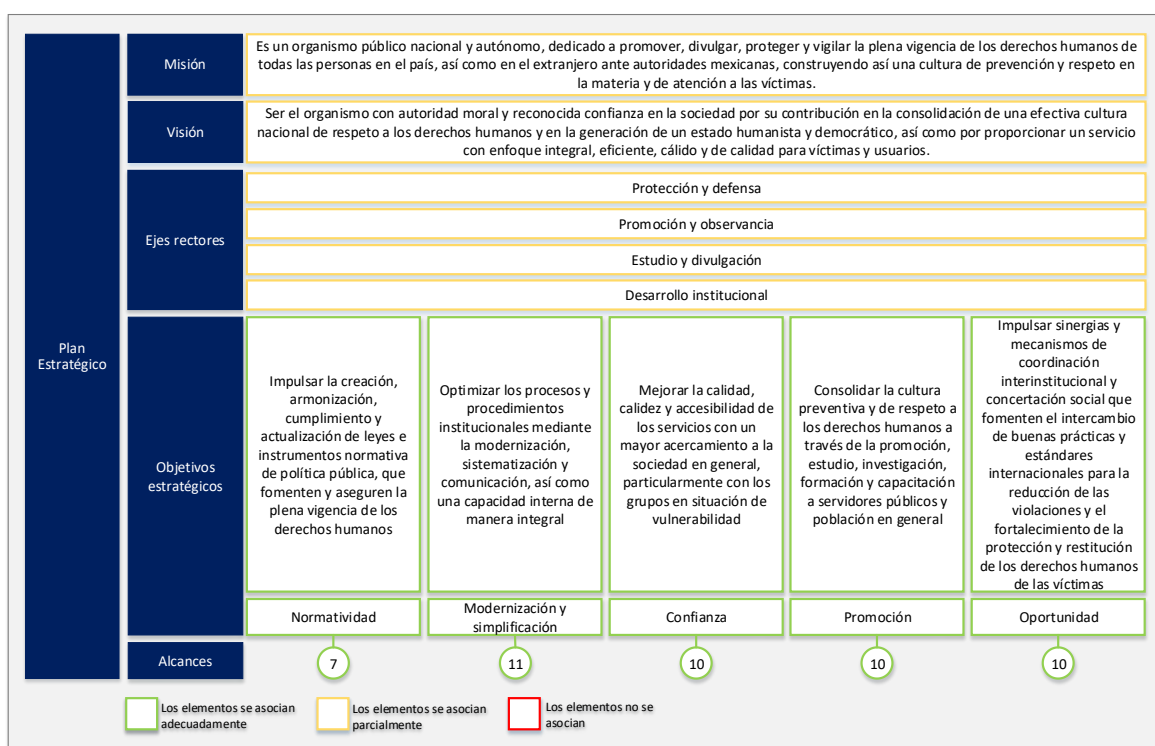 Plan
Estratégico
Misión
Es un organismo público nacional y autónomo, dedicado a promover, divulgar, proteger y vigilar la plena vigencia de los derechos humanos de
todas las personas en el país, así como en el extranjero ante autoridades mexicanas, construyendo así una cultura de prevención y respeto en
la materia y de atención a las víctimas.
Visión
Ser el organismo con autoridad moral y reconocida confianza en la sociedad por su contribución en la consolidación de una efectiva cultura
nacional de respeto a los derechos humanos y en la generación de un estado humanista y democrático, así como por proporcionar un servicio
con enfoque integral, eficiente, cálido y de calidad para víctimas y usuarios.
Ejes rectores
Protección y defensa
Promoción y observancia
Estudio y divulgación
Desarrollo institucional
Objetivos
estratégicos
Impulsar la creación,
armonización,
cumplimiento y
actualización de leyes e
instrumentos normativa
de política pública, que
fomenten y aseguren la
plena vigencia de los
derechos humanos
Optimizar los procesos y
procedimientos
institucionales mediante
la modernización,
sistematización y
comunicación, así como
una capacidad interna de
manera integral
Mejorar la calidad,
calidez y accesibilidad de
los servicios con un
mayor acercamiento a la
sociedad en general,
particularmente con los
grupos en situación de
vulnerabilidad
Consolidar la cultura
preventiva y de respeto a
los derechos humanos a
través de la promoción,
estudio, investigación,
formación y capacitación
a servidores públicos y
población en general
Impulsar sinergias y
mecanismos de
coordinación
interinstitucional y
concertación social que
fomenten el intercambio
de buenas prácticas y
estándares
internacionales para la
reducción de las
violaciones y el
fortalecimiento de la
protección y restitución
de los derechos humanos
de las víctimas
Normatividad
Modernización y
simplificación
Confianza
Promoción
Oportunidad
Alcances
7
11
10
10
10
Los elementos se asocian
adecuadamente
Los elementos se asocian
parcialmente
Los elementos no se
asocian